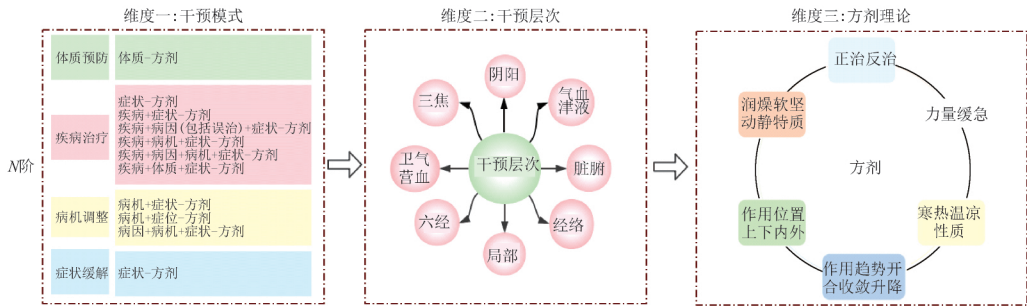 维度一:干预模式
N阶
体质预防
体质-方剂
疾病治疗
症状-方剂
疾病+症状-方剂
疾病+病因(包括误治)+症状-方剂
疾病+病机+症状-方剂
疾病+病因+病机+症状-方剂
疾病+体质+症状-方剂
病机调整
病机+症状-方剂
病机+症位-方剂
病因+病机+症状-方剂
症状缓解
症状-方剂
维度二:干预层次
阴阳
三焦
气血
津液
卫气
营血
干预层次
脏腑
六经
经络
局部
维度三:方剂理论
正治反治
润燥软坚
动静特质
力量缓急
方剂
作用位置
上下内外
寒热温凉
性质
作用趋势开
合收敛升降